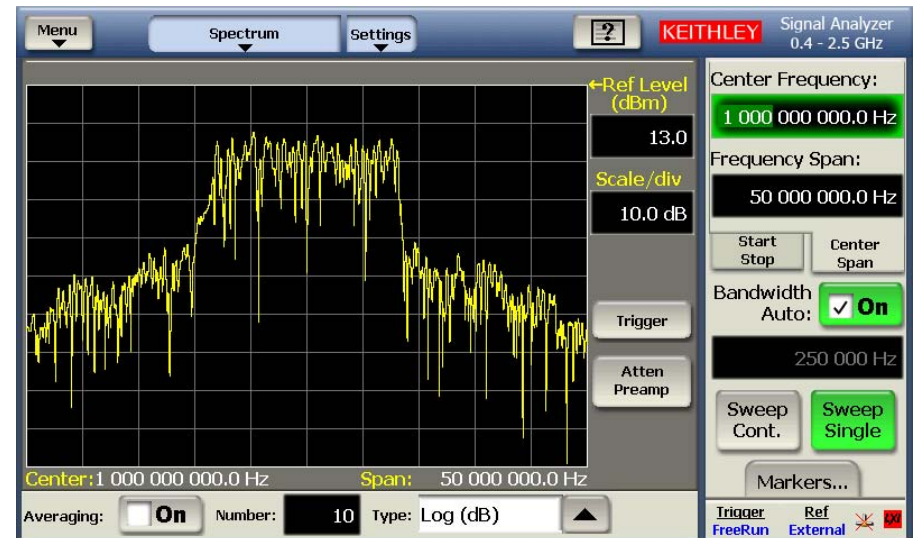 Menu
Spectrum
Settings
?
KEITHLEY
Signal Analyzer
0.4 - 2.5 GHz
←Ref Level
(dBm)
13.0
Scale/div
10.0 dB
Trigger
Atten
Preamp
Center Frequency:
1 000 000 000.0 Hz
Frequency Span:
50 000 000.0 Hz
Start
Stop
Center
Span
Bandwidth
Auto:
On
250 000 Hz
Sweep
Cont.
Sweep
Single
Markers...
Center:1 000 000 000.0 Hz
Span: 50 000 000.0 Hz
Averaging:
On
Number:
10
Type:
Log (dB)
Trigger
FreeRun
Ref
External
LXI